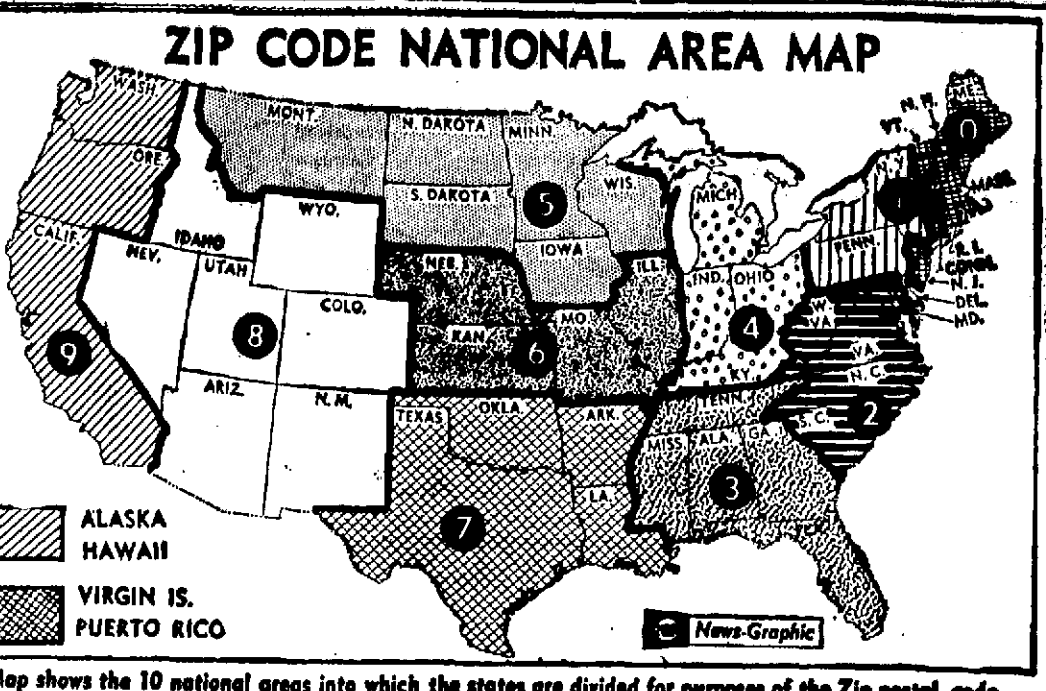 ZIP CODE NATIONAL AREA MAP
WASH.
MONT.
N. DAKOTA
MINN.
N. H.
ME.
VT.
0
ORE.
S. DAKOTA
WIS.
MICH.
N. Y.
1
MASS.
5
WYO.
CALIF.
NEV.
IDAHO
UTAH
IOWA
PENN.
R. I.
CONN.
NEB.
ILL.
IND.
OHIO
N. J.
DEL.
MD.
COLO.
W. VA
9
8
KAN
6
MO.
4
VA.
KY.
N.C.
ARIZ.
N. M.
TEXAS
OKLA.
ARK.
TENN.
S. C.
2
MISS.
ALA.
GA.
3
LA.
7
ALASKA
HAWAII
VIRGIN IS.
PUERTO RICO
News-Graphic
Map shows the 10 national areas into which the states are divided for purposes of the Zip postal code